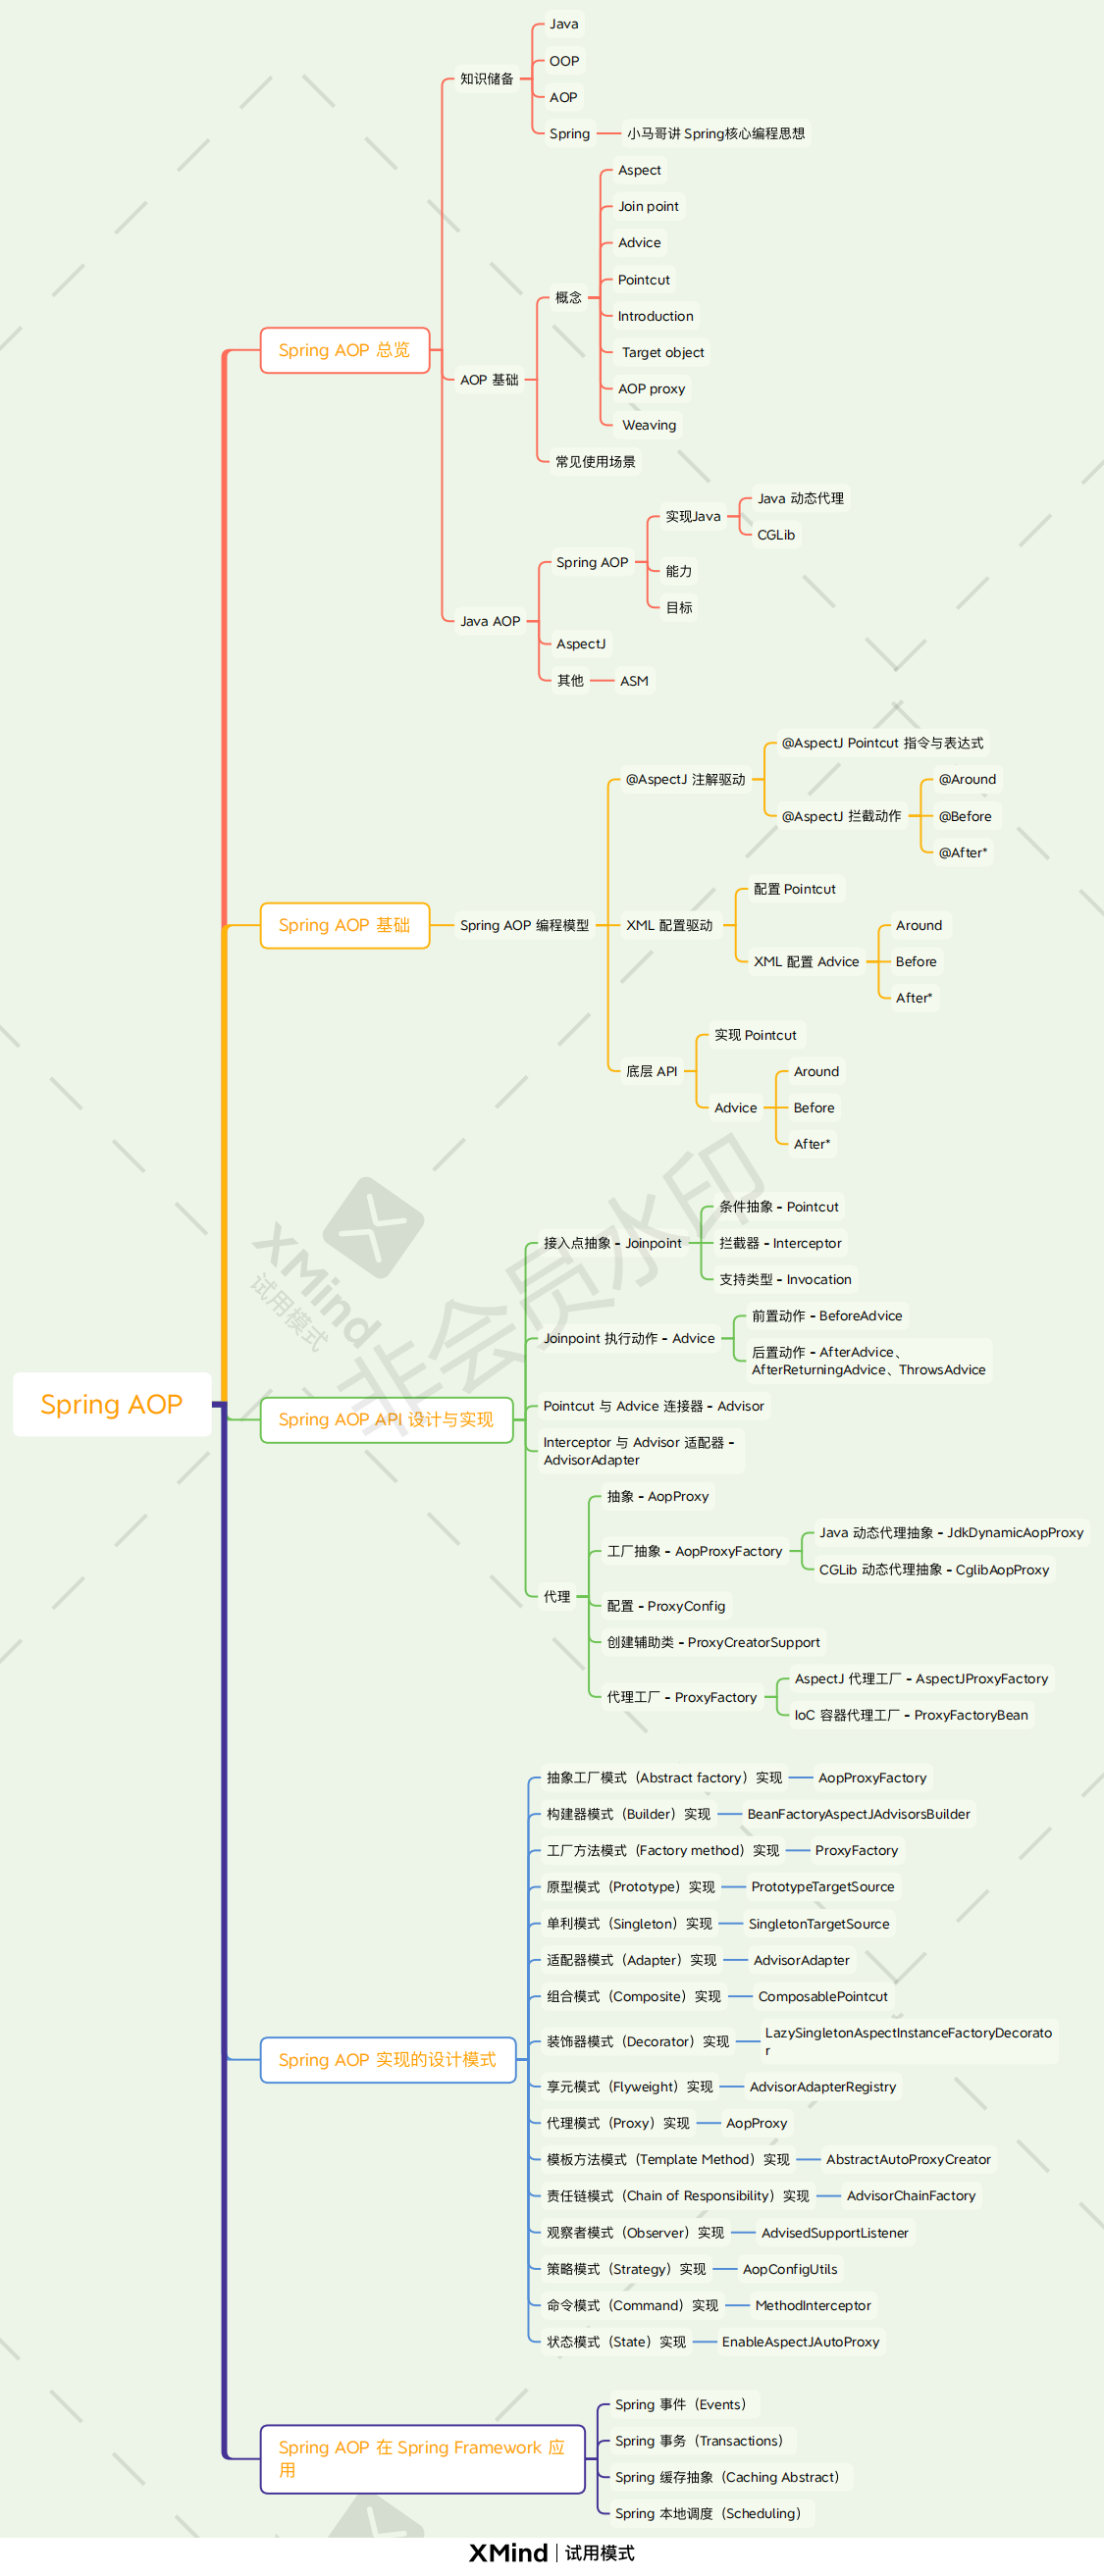 Java
OOP
知识储备
AOP
Spring
小马哥讲 Spring核心编程思想
Aspect
Join point
Advice
Pointcut
概念
Introduction
Target object
Spring AOP 总览
AOP 基础
AOP proxy
Weaving
常见使用场景
Java 动态代理
实现Java
CGLib
Spring AOP
能力
目标
Java AOP
AspectJ
其他
ASM
@AspectJ Pointcut 指令与表达式
@AspectJ 注解驱动
@Around
@AspectJ 拦截动作
@Before
@After*
配置 Pointcut
Spring AOP 基础
Spring AOP 编程模型
XML 配置驱动
Around
XML 配置 Advice
Before
After*
实现 Pointcut
底层 API
Around
Advice
Before
After*
条件抽象 - Pointcut
接入点抽象 - Joinpoint
拦截器 - Interceptor
支持类型 - Invocation
前置动作 - BeforeAdvice
Joinpoint 执行动作 - Advice
后置动作 - AfterAdvice、
AfterReturningAdvice、ThrowsAdvice
Spring AOP
Spring AOP API 设计与实现
Pointcut 与 Advice 连接器 - Advisor
Interceptor 与 Advisor 适配器 -
AdvisorAdapter
抽象 - AopProxy
Java 动态代理抽象 - JdkDynamicAopProxy
工厂抽象 - AopProxyFactory
CGLib 动态代理抽象 - CglibAopProxy
代理
配置 - ProxyConfig
创建辅助类 - ProxyCreatorSupport
AspectJ 代理工厂 - AspectJProxyFactory
代理工厂 - ProxyFactory
IoC 容器代理工厂 - ProxyFactoryBean
抽象工厂模式（Abstract factory）实现
AopProxyFactory
构建器模式（Builder）实现
BeanFactoryAspectJAdvisorsBuilder
工厂方法模式（Factory method）实现
ProxyFactory
原型模式（Prototype）实现
PrototypeTargetSource
单利模式（Singleton）实现
SingletonTargetSource
适配器模式（Adapter）实现
AdvisorAdapter
组合模式（Composite）实现
ComposablePointcut
装饰器模式（Decorator）实现
LazySingletonAspectInstanceFactoryDecorato
r
Spring AOP 实现的设计模式
享元模式（Flyweight）实现
AdvisorAdapterRegistry
代理模式（Proxy）实现
AopProxy
模板方法模式（Template Method）实现
AbstractAutoProxyCreator
责任链模式（Chain of Responsibility）实现
AdvisorChainFactory
观察者模式（Observer）实现
AdvisedSupportListener
策略模式（Strategy）实现
AopConfigUtils
命令模式（Command）实现
MethodInterceptor
状态模式（State）实现
EnableAspectJAutoProxy
Spring 事件（Events）
Spring 事务（Transactions）
Spring AOP 在 Spring Framework 应
用
Spring 缓存抽象（Caching Abstract）
Spring 本地调度（Scheduling）
XMind
试用模式
非会员水印
XMind | 试用模式